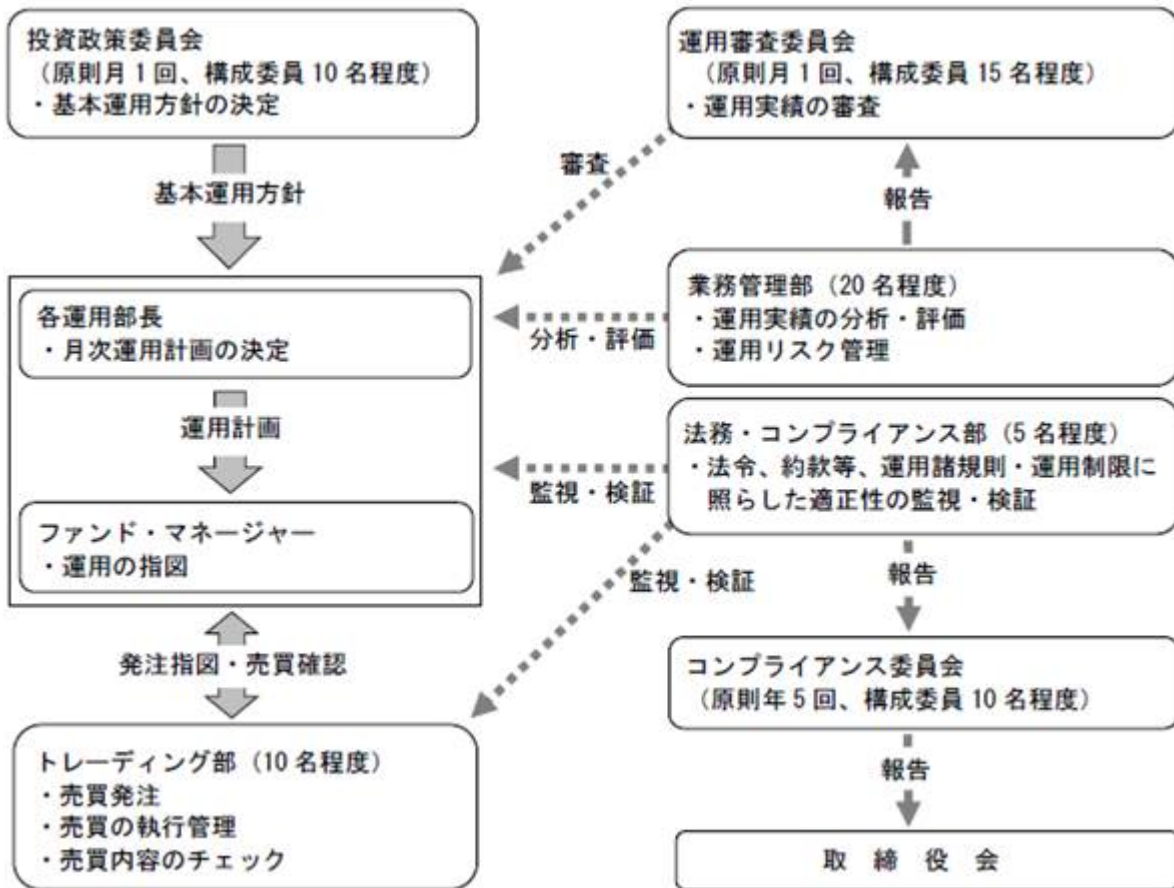 投資政策委員会
（原則月１回、構成委員 10 名程度）
・基本運用方針の決定
基本運用方針
各運用部長
・月次運用計画の決定
運用計画
ファンド・マネージャー
・運用の指図
発注指図・売買確認
トレーディング部（10 名程度）
・売買発注
・売買の執行管理
・売買内容のチェック
運用審査委員会
（原則月１回、構成委員 15 名程度）
・運用実績の審査
審査
報告
業務管理部（20 名程度）
・運用実績の分析・評価
・運用リスク管理
分析・評価
法務・コンプライアンス部（5 名程度）
・法令、約款等、運用諸規則・運用制限に
照らした適正性の監視・検証
監視・検証
監視・検証
報告
コンプライアンス委員会
（原則年 5 回、構成委員 10 名程度）
報告
取 締 役 会